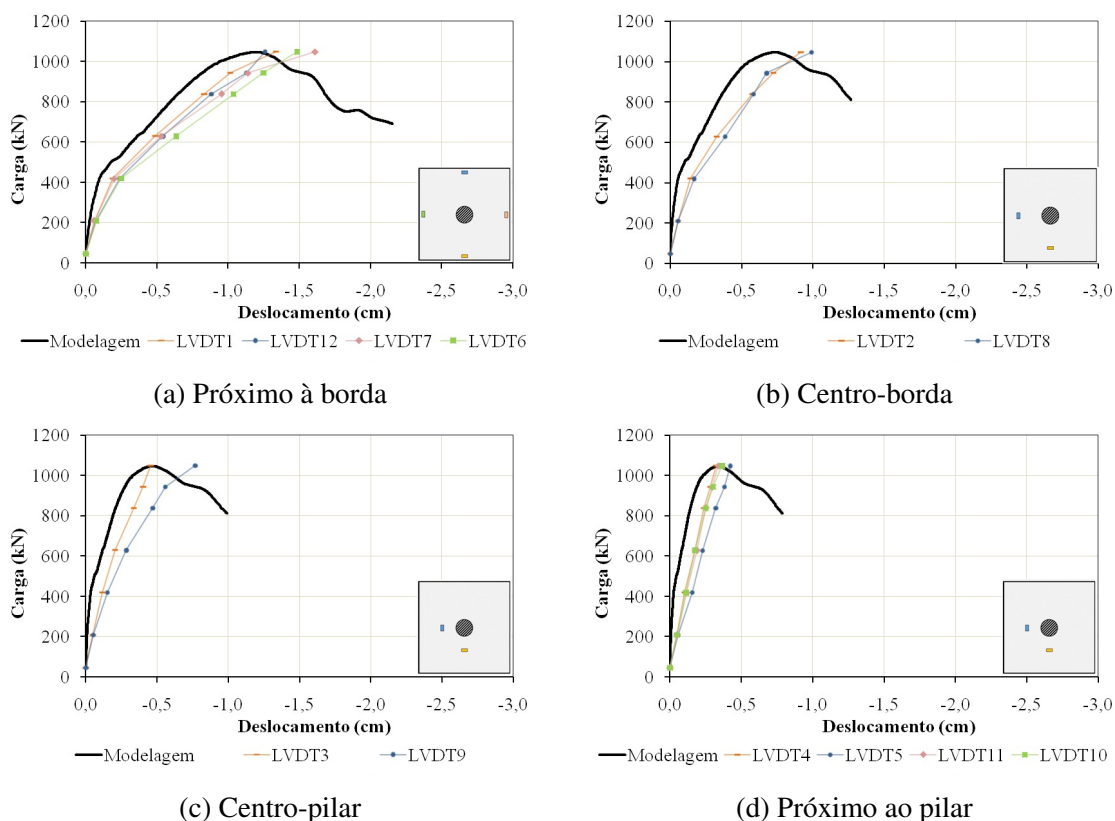 1200
1000
800
600
400
200
0
Carga (kN)
0,0 -0,5 -1,0 -1,5 -2,0 -2,5 -3,0
Deslocamento (cm)
Modelagem LVDT1 LVDT12 LVDT7 LVDT6
(a) Próximo à borda
1200
1000
800
600
400
200
0
Carga (kN)
0,0 -0,5 -1,0 -1,5 -2,0 -2,5 -3,0
Deslocamento (cm)
Modelagem LVDT2 LVDT8
(b) Centro-borda
1200
1000
800
600
400
200
0
Carga (kN)
0,0 -0,5 -1,0 -1,5 -2,0 -2,5 -3,0
Deslocamento (cm)
Modelagem LVDT3 LVDT9
(c) Centro-pilar
1200
1000
800
600
400
200
0
Carga (kN)
0,0 -0,5 -1,0 -1,5 -2,0 -2,5 -3,0
Deslocamento (cm)
Modelagem LVDT4 LVDT5 LVDT11 LVDT10
(d) Próximo ao pilar